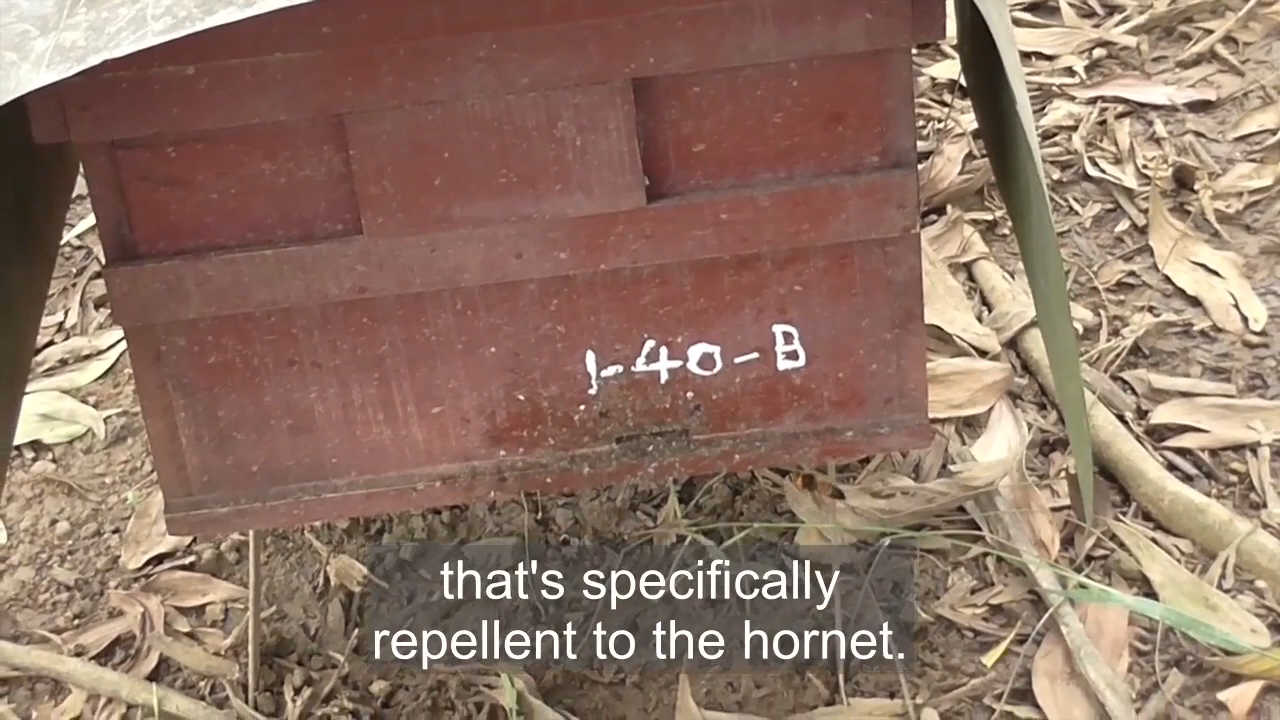 1-40-B
that's specifically
repellent to the hornet.